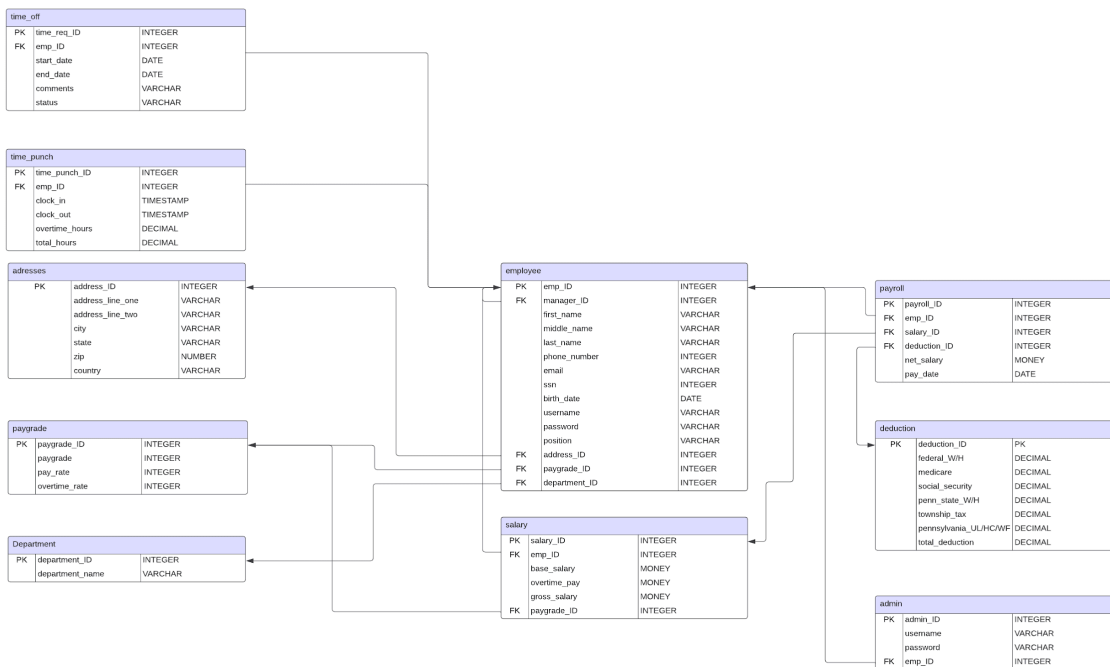 time_off
PK time_req_ID INTEGER
FK emp_ID INTEGER
start_date DATE
end_date DATE
comments VARCHAR
status VARCHAR
time_punch
PK time_punch_ID INTEGER
FK emp_ID INTEGER
clock_in TIMESTAMP
clock_out TIMESTAMP
overtime_hours DECIMAL
total_hours DECIMAL
adresses
PK address_ID INTEGER
address_line_one VARCHAR
address_line_two VARCHAR
city VARCHAR
state VARCHAR
zip NUMBER
country VARCHAR
paygrade
PK paygrade_ID INTEGER
paygrade INTEGER
pay_rate INTEGER
overtime_rate INTEGER
Department
PK department_ID INTEGER
department_name VARCHAR
employee
PK emp_ID INTEGER
FK manager_ID INTEGER
first_name VARCHAR
middle_name VARCHAR
last_name VARCHAR
phone_number INTEGER
email VARCHAR
ssn INTEGER
birth_date DATE
username VARCHAR
password VARCHAR
position VARCHAR
FK address_ID INTEGER
FK paygrade_ID INTEGER
FK department_ID INTEGER
salary
PK salary_ID INTEGER
FK emp_ID INTEGER
base_salary MONEY
overtime_pay MONEY
gross_salary MONEY
FK paygrade_ID INTEGER
payroll
PK payroll_ID INTEGER
FK emp_ID INTEGER
FK salary_ID INTEGER
FK deduction_ID INTEGER
net_salary MONEY
pay_date DATE
deduction
PK deduction_ID PK
federal_W/H DECIMAL
medicare DECIMAL
social_security DECIMAL
penn_state_W/H DECIMAL
township_tax DECIMAL
pennsylvania_UL/HC/WF DECIMAL
total_deduction DECIMAL
admin
PK admin_ID INTEGER
username VARCHAR
password VARCHAR
FK emp_ID INTEGER